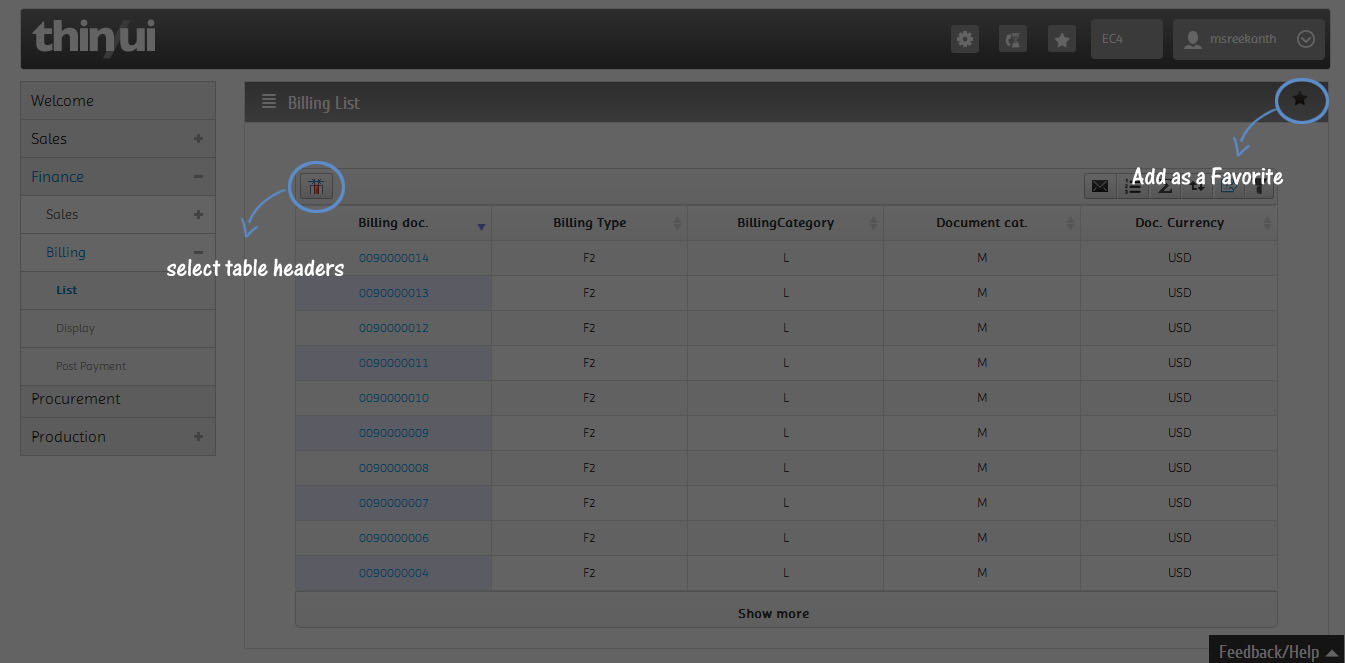 thin/ui
EC4
msreekanth
Welcome
Sales
Finance
Sales
Billing
List
Display
Post Payment
Procurement
Production
Billing List
Add as a Favorite
select table headers
Billing doc. Billing Type BillingCategory Document cat. Doc. Currency
0090000014 F2 L M USD
0090000013 F2 L M USD
0090000012 F2 L M USD
0090000011 F2 L M USD
0090000010 F2 L M USD
0090000009 F2 L M USD
0090000008 F2 L M USD
0090000007 F2 L M USD
0090000006 F2 L M USD
0090000004 F2 L M USD
Show more
Feedback/Help